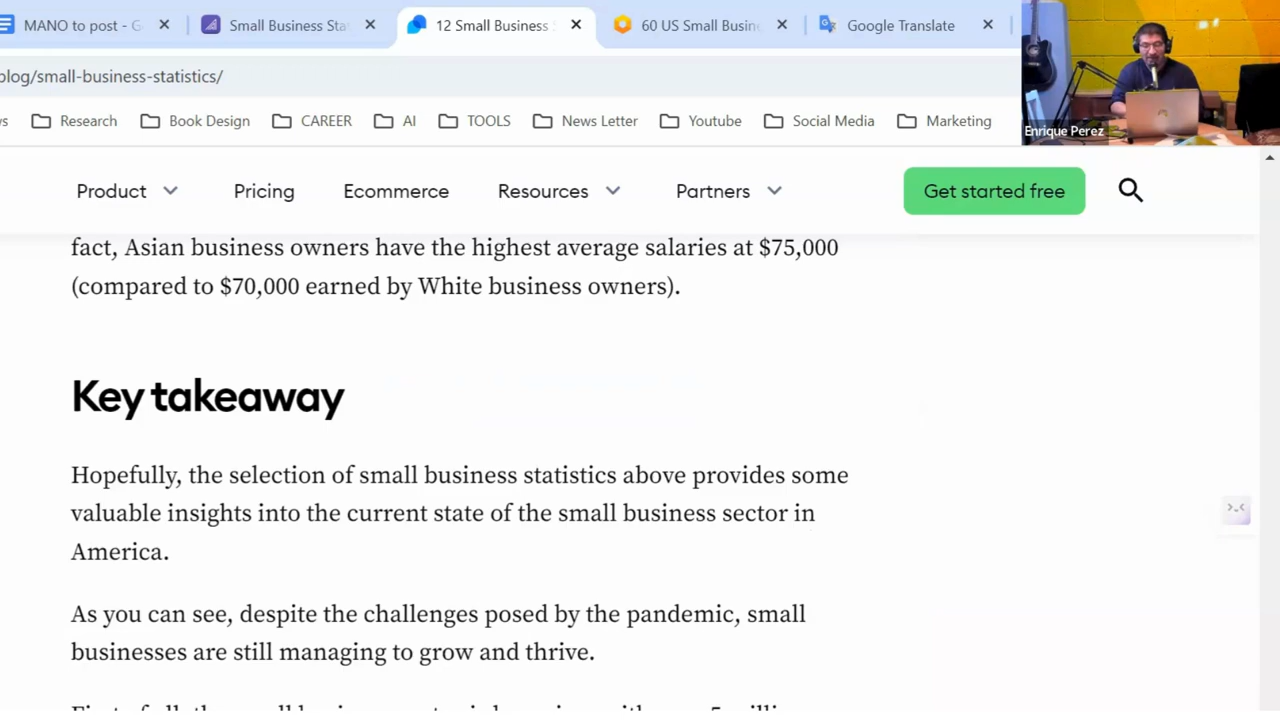 MANO to post - G
Small Business Sta
12 Small Business S
60 US Small Busin
Google Translate
blog/small-business-statistics/
Research
Book Design
CAREER
AI
TOOLS
News Letter
Youtube
Social Media
Marketing
Enrique Perez
Product
Pricing
Ecommerce
Resources
Partners
Get started free
fact, Asian business owners have the highest average salaries at $75,000
(compared to $70,000 earned by White business owners).
Key takeaway
Hopefully, the selection of small business statistics above provides some
valuable insights into the current state of the small business sector in
America.
As you can see, despite the challenges posed by the pandemic, small
businesses are still managing to grow and thrive.